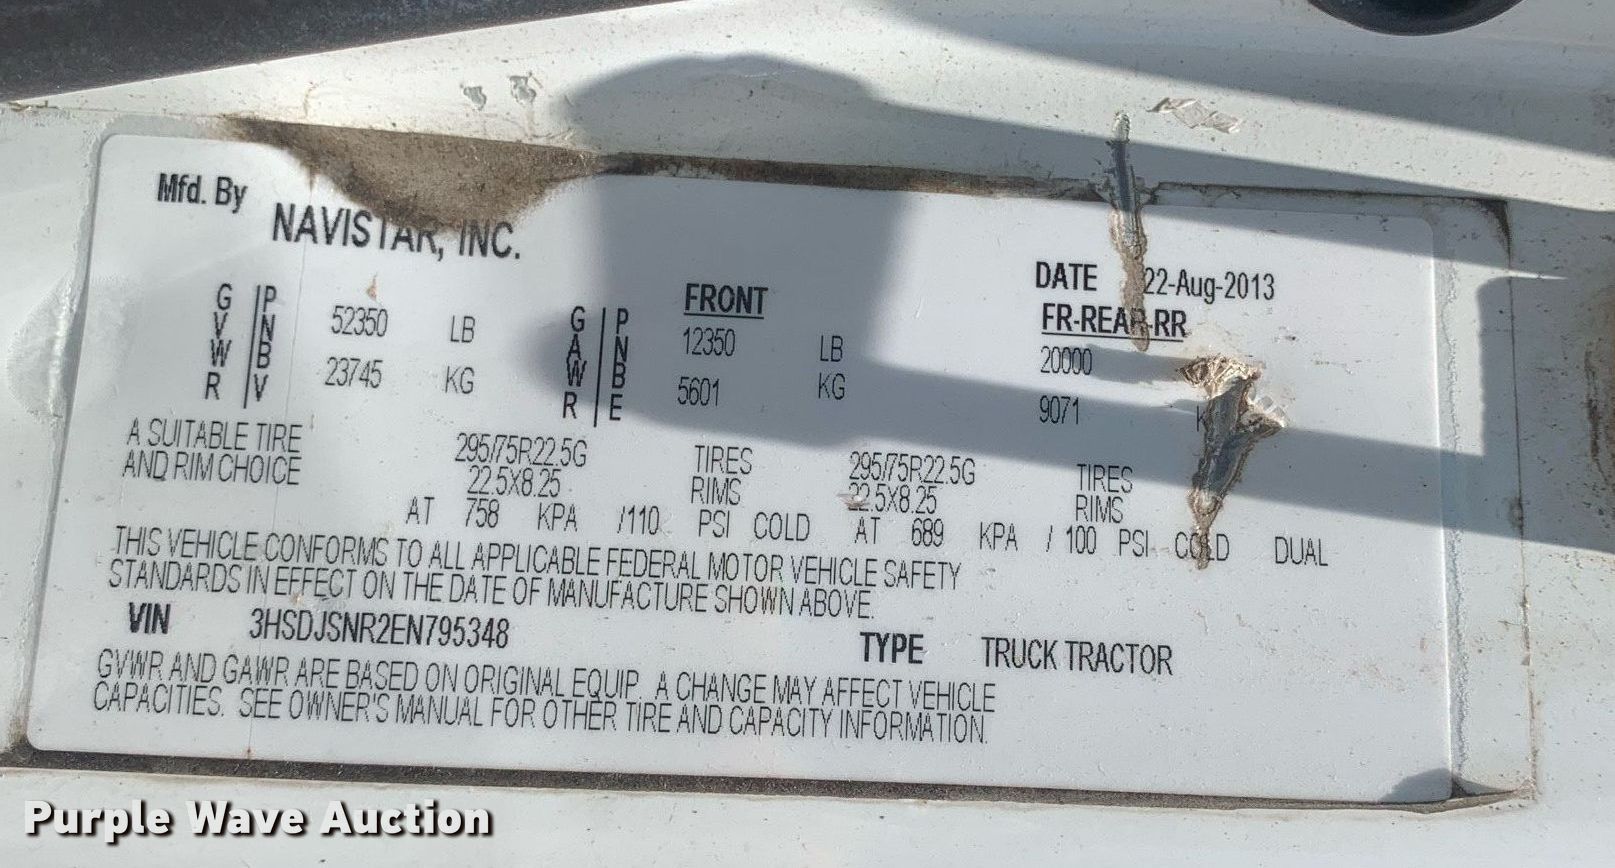 Mfd. By
NAVISTAR, INC.
DATE 22-Aug-2013
GVWR PNBV 52350 LB
23745 KG
GAWR PNBE FRONT
12350 LB
5601 KG
FR-REAR-RR
20000
9071 K
A SUITABLE TIRE 295/75R22.5G TIRES 295/75R22.5G TIRES
AND RIM CHOICE 22.5X8.25 RIMS 22.5X8.25 RIMS
AT 758 KPA /110 PSI COLD AT 689 KPA / 100 PSI COLD DUAL
THIS VEHICLE CONFORMS TO ALL APPLICABLE FEDERAL MOTOR VEHICLE SAFETY
STANDARDS IN EFFECT ON THE DATE OF MANUFACTURE SHOWN ABOVE.
VIN 3HSDJSNR2EN795348 TYPE TRUCK TRACTOR
GVWR AND GAWR ARE BASED ON ORIGINAL EQUIP. A CHANGE MAY AFFECT VEHICLE
CAPACITIES. SEE OWNER'S MANUAL FOR OTHER TIRE AND CAPACITY INFORMATION.
Purple Wave Auction